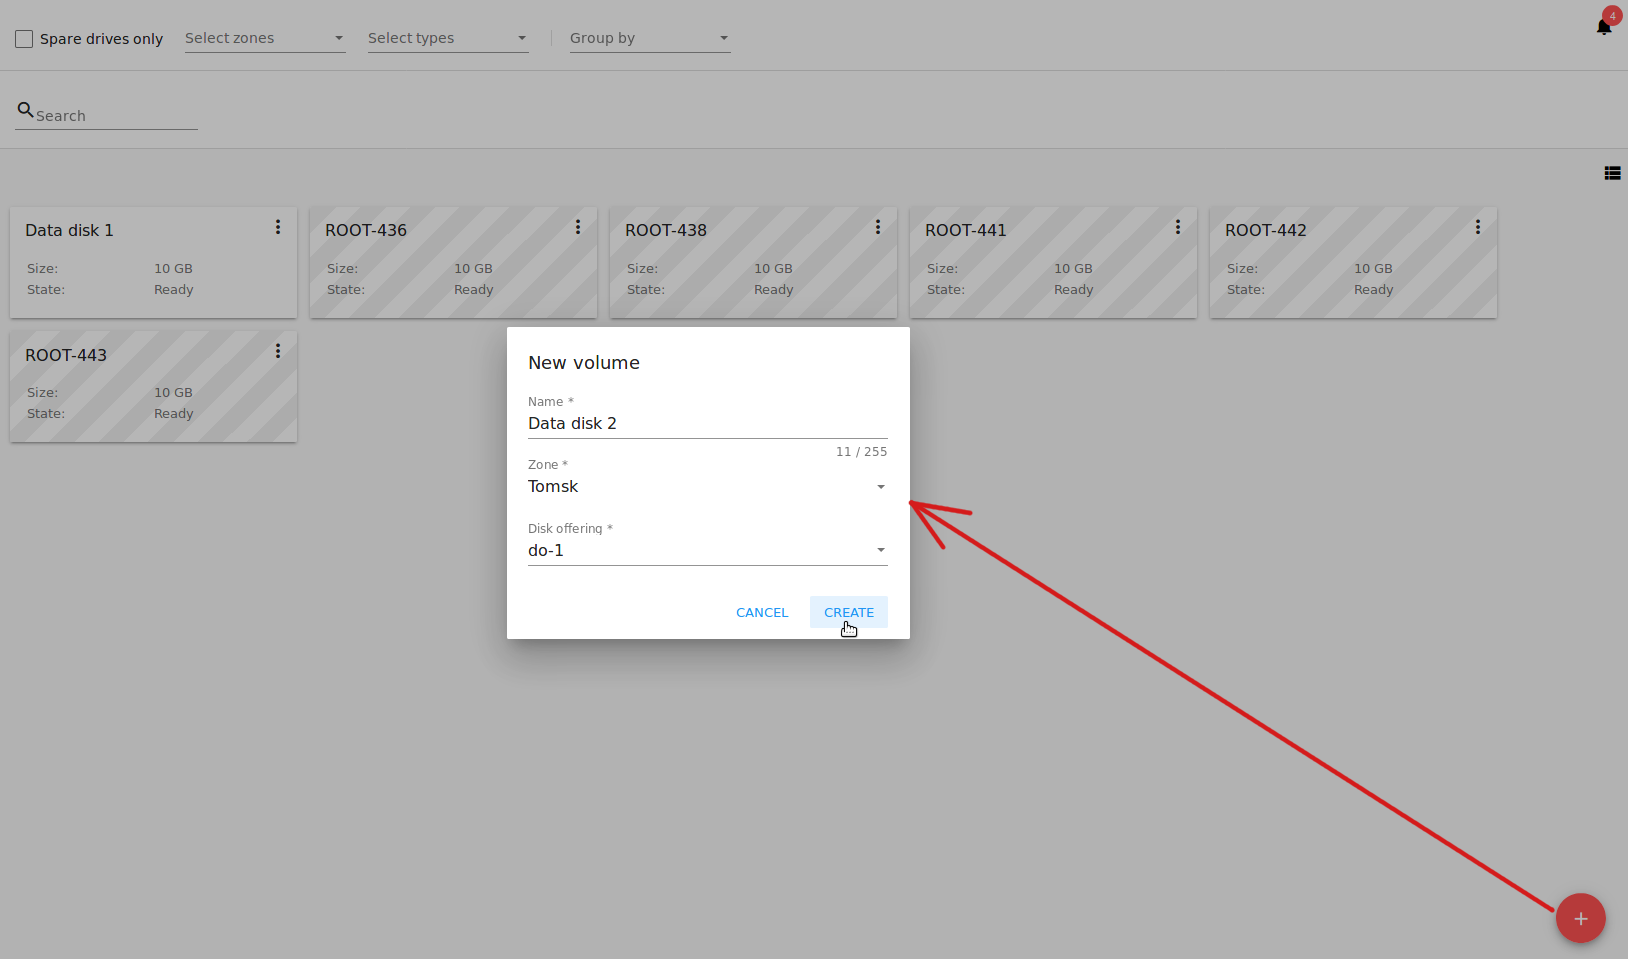 Spare drives only Select zones Select types Group by 4
Search
Data disk 1 ROOT-436 ROOT-438 ROOT-441 ROOT-442
Size: 10 GB Size: 10 GB Size: 10 GB Size: 10 GB Size: 10 GB
State: Ready State: Ready State: Ready State: Ready State: Ready
ROOT-443
Size: 10 GB
State: Ready
New volume
Name *
Data disk 2
11 / 255
Zone *
Tomsk
Disk offering *
do-1
CANCEL CREATE